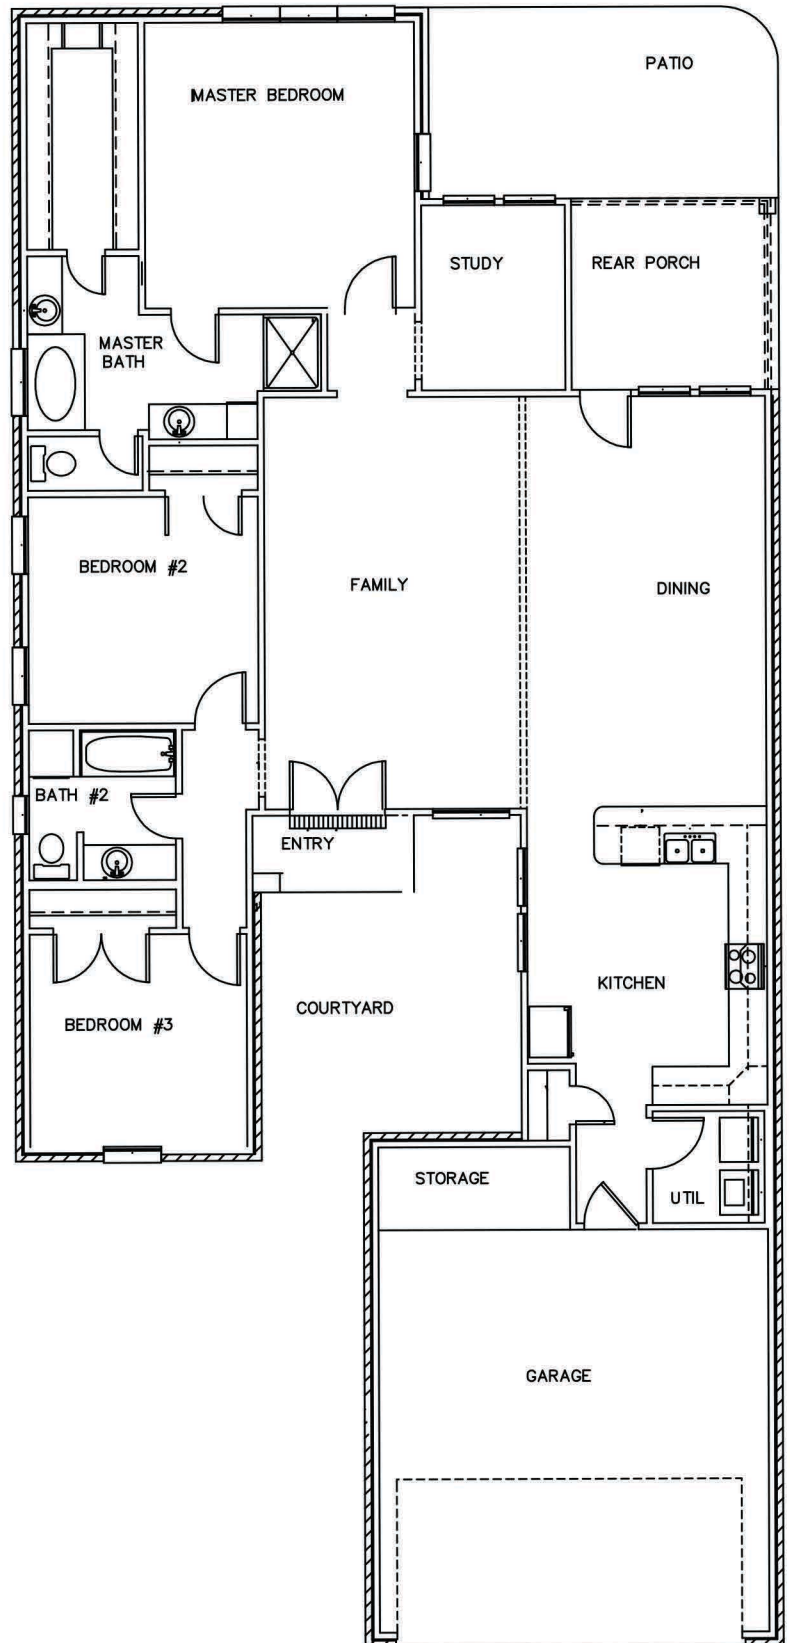 PATIO
MASTER BEDROOM
STUDY
REAR PORCH
MASTER
BATH
BEDROOM #2
FAMILY
DINING
BATH #2
ENTRY
KITCHEN
COURTYARD
BEDROOM #3
STORAGE
UTIL
GARAGE